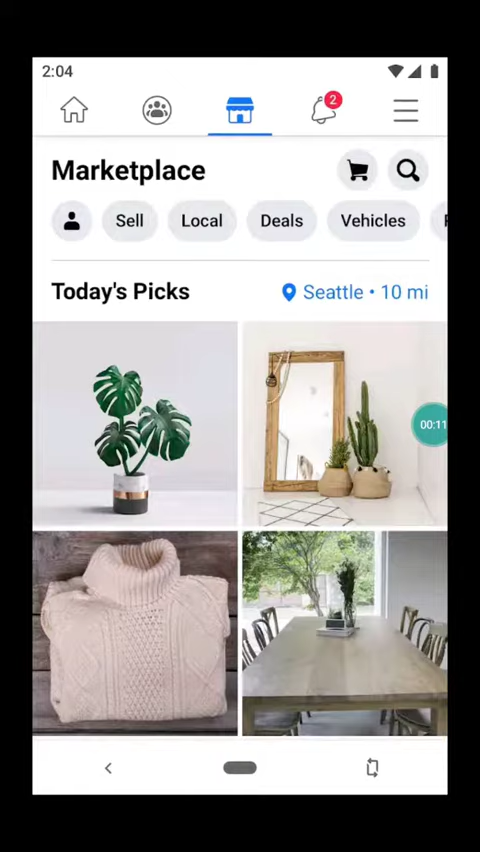 2:04
2
Marketplace
Sell Local Deals Vehicles
Today's Picks Seattle • 10 mi
00:11